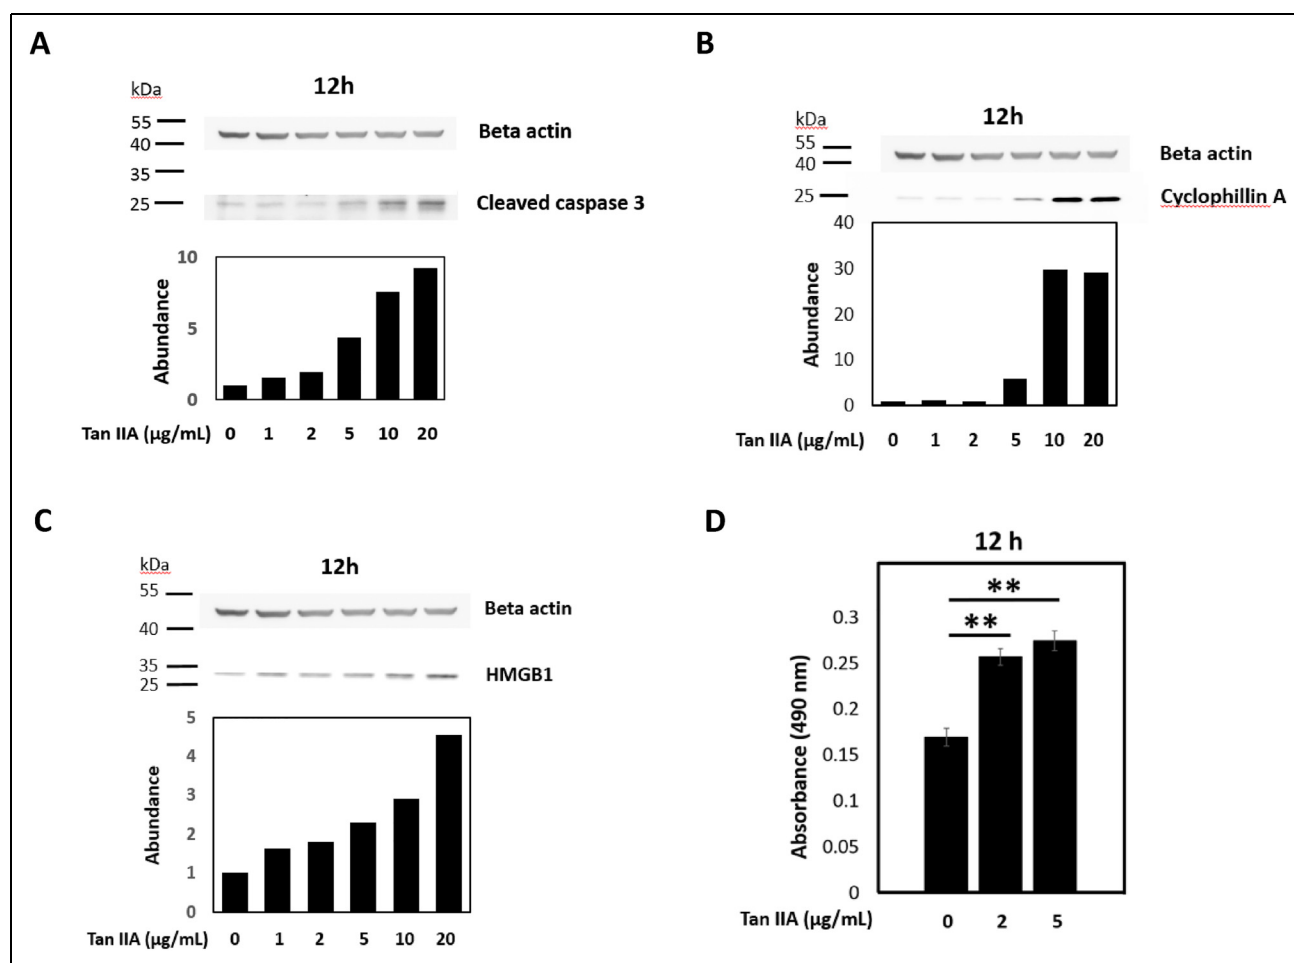 A
12h
kDa
55
40
35
25
Beta actin
Cleaved caspase 3
10
5
0
Abundance
Tan IIA (µg/mL) 0 1 2 5 10 20
B
12h
kDa
55
40
25
Beta actin
Cyclophillin A
40
30
20
10
0
Abundance
Tan IIA (µg/mL) 0 1 2 5 10 20
C
12h
kDa
55
40
35
25
Beta actin
HMGB1
5
4
3
2
1
0
Abundance
Tan IIA (µg/mL) 0 1 2 5 10 20
D
12 h
**
**
0.3
0.25
0.2
0.15
0.1
0.05
0
Absorbance (490 nm)
Tan IIA (µg/mL) 0 2 5